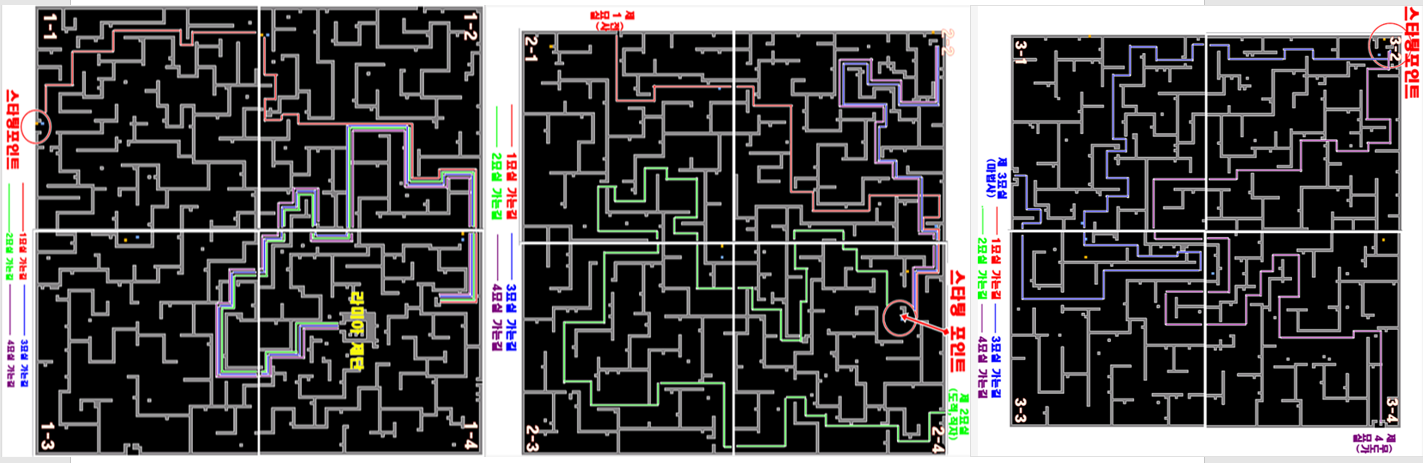 1-1
1-2
스타팅포인트
1묘실 가는길
2묘실 가는길
3묘실 가는길
4묘실 가는길
라미아 제단
1-3
1-4
제 1묘실
(전사)
2-1
2-2
1묘실 가는길
2묘실 가는길
3묘실 가는길
4묘실 가는길
스타팅 포인트
제 2묘실
(도적,적자)
2-3
2-4
3-1
3-2
스타팅포인트
제 3묘실
(마법사)
1묘실 가는길
2묘실 가는길
3묘실 가는길
4묘실 가는길
3-3
3-4
제 4묘실